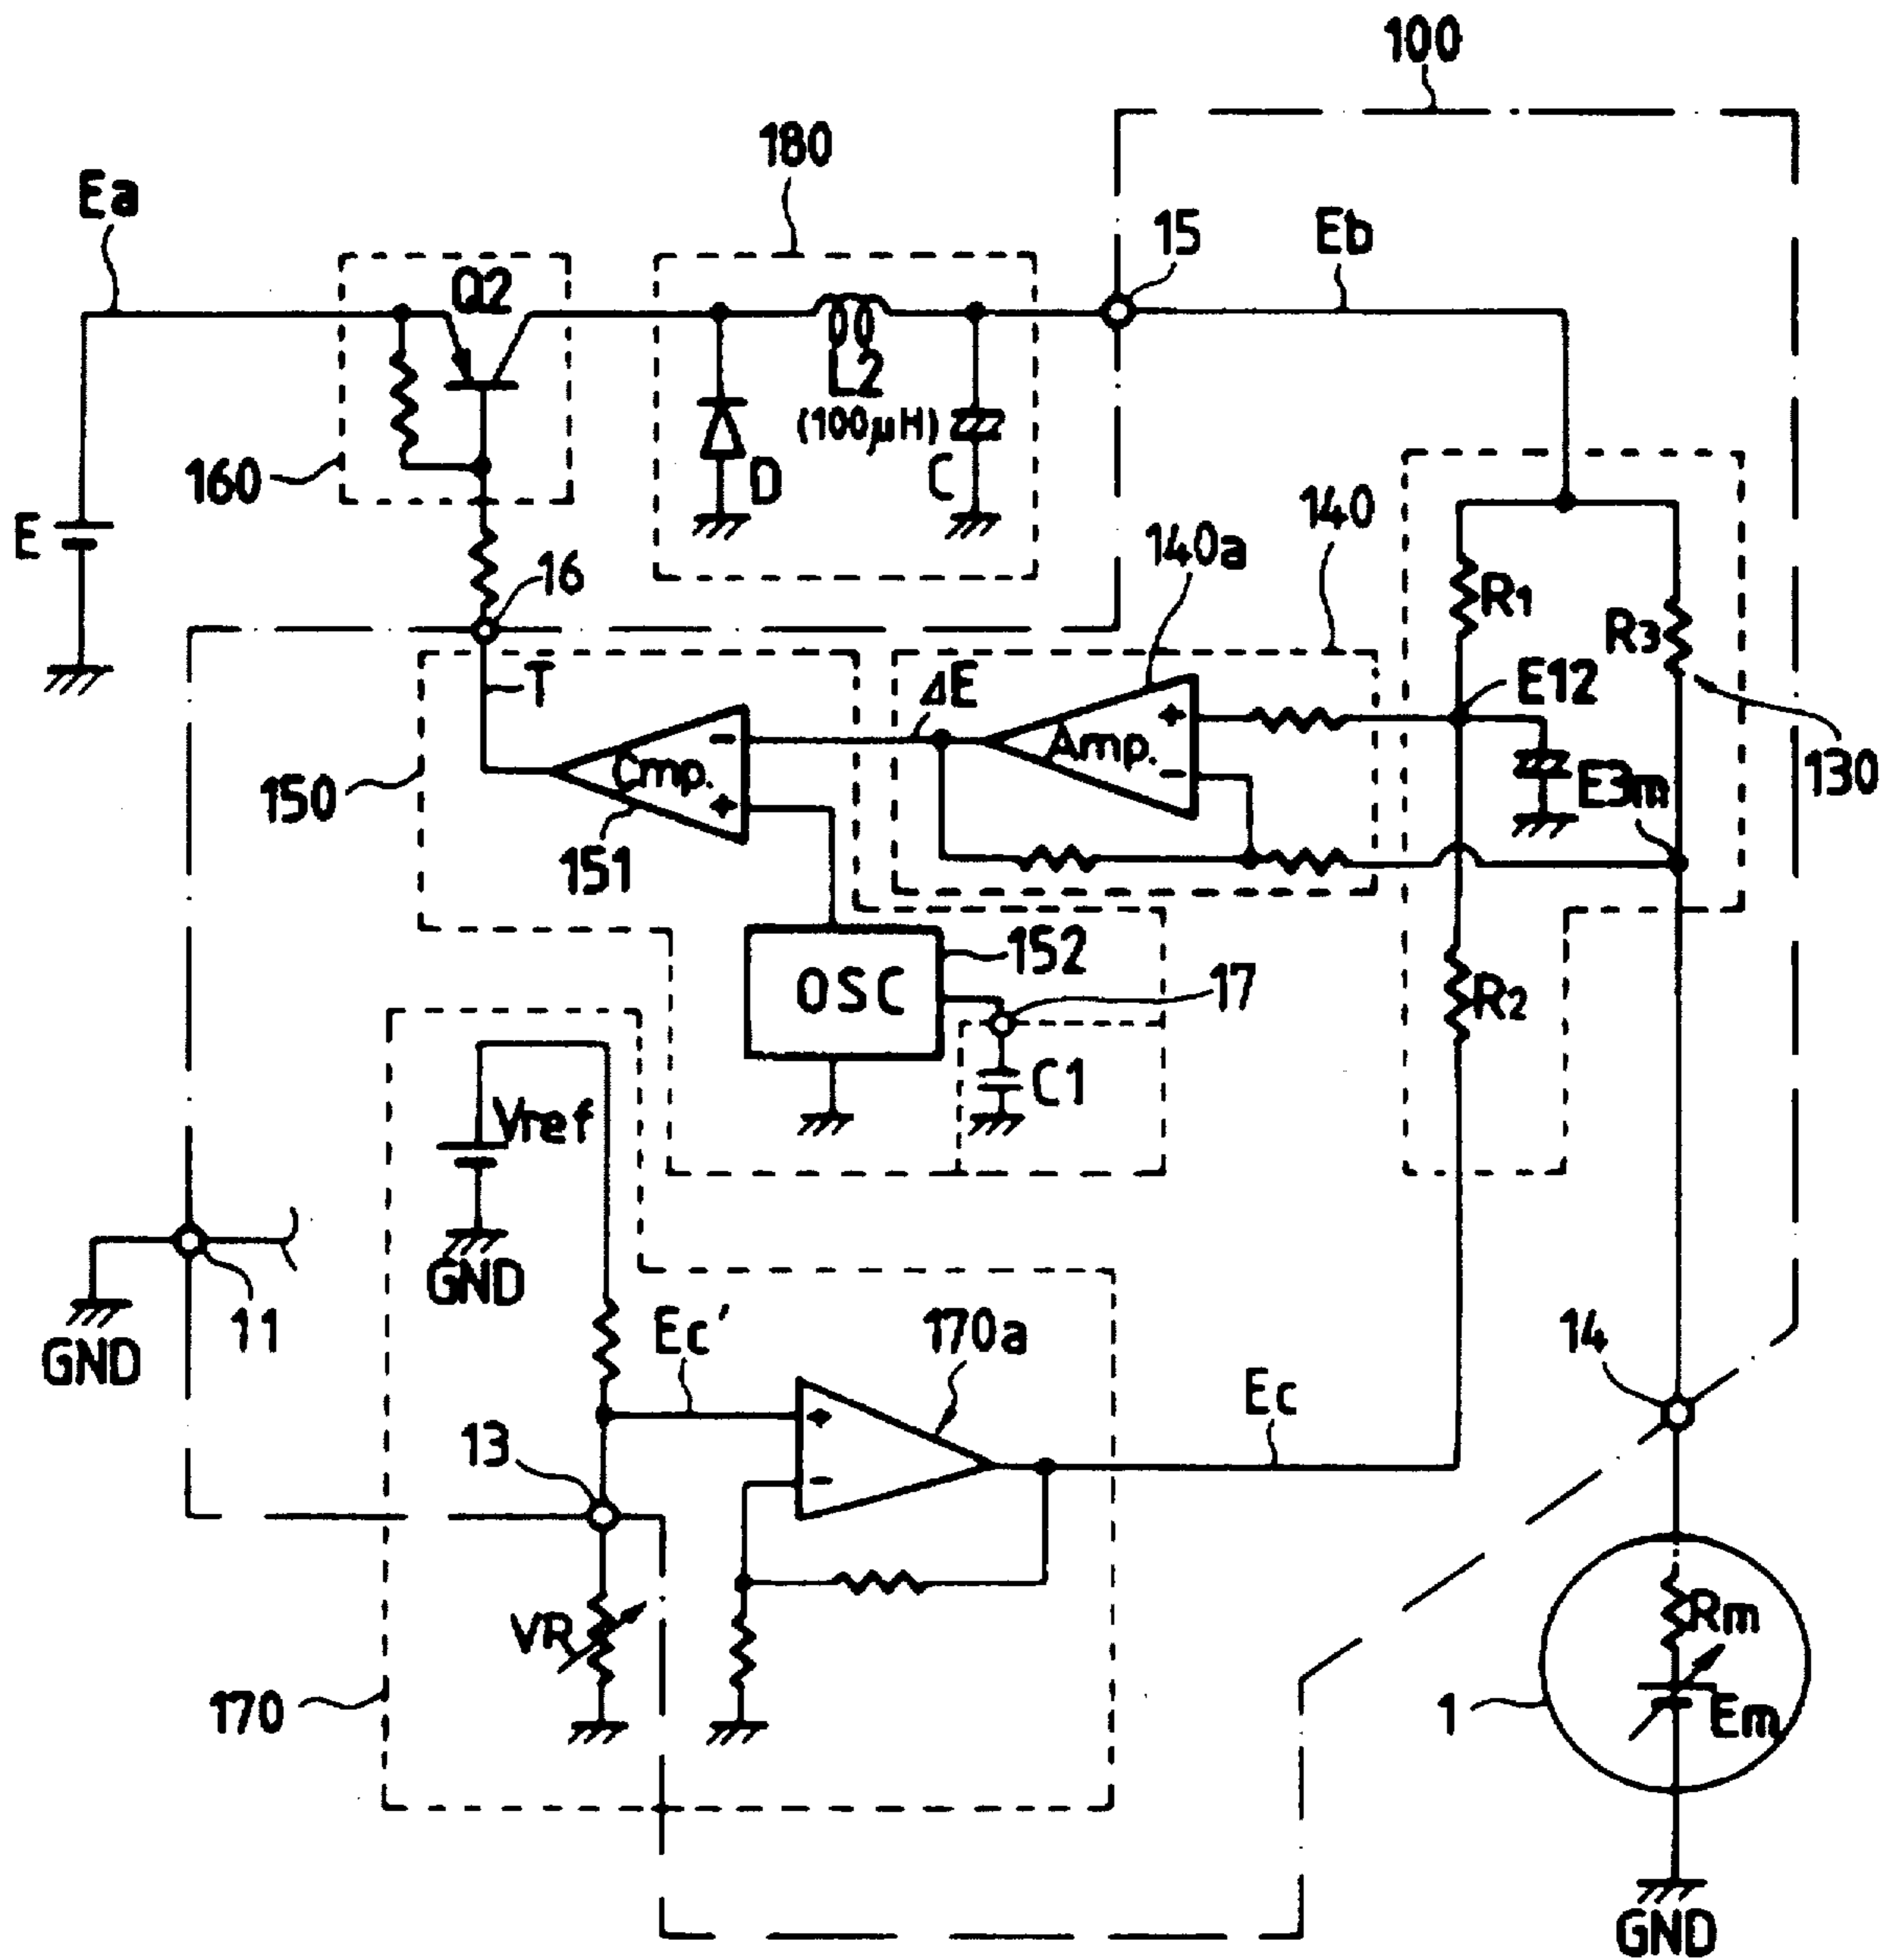 100
180
Ea
15
Eb
Q2
L2
(100μH)
D
C
160
E
16
140
140a
R1
R3
E12
T
ΔE
Amp.
+
-
Cmp.
-
+
150
151
E3m
130
OSC
152
17
R2
C1
Vref
GND
11
GND
Ec'
170a
Ec
14
13
+
-
VR
170
Rm
1
Em
GND